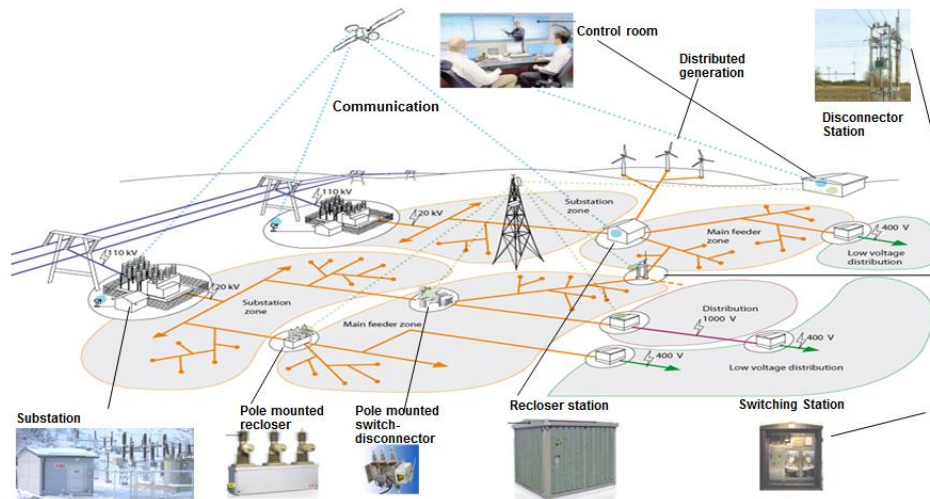 Control room
Distributed
generation
Communication
Disconnector
Station
110 kV
20 kV
Substation
zone
Main feeder
zone
400 V
Low voltage
distribution
110 kV
20 kV
Substation
zone
Main feeder zone
Distribution
1000 V
400 V
400 V
Low voltage distribution
Substation
Pole mounted
recloser
Pole mounted
switch-
disconnector
Recloser station
Switching Station